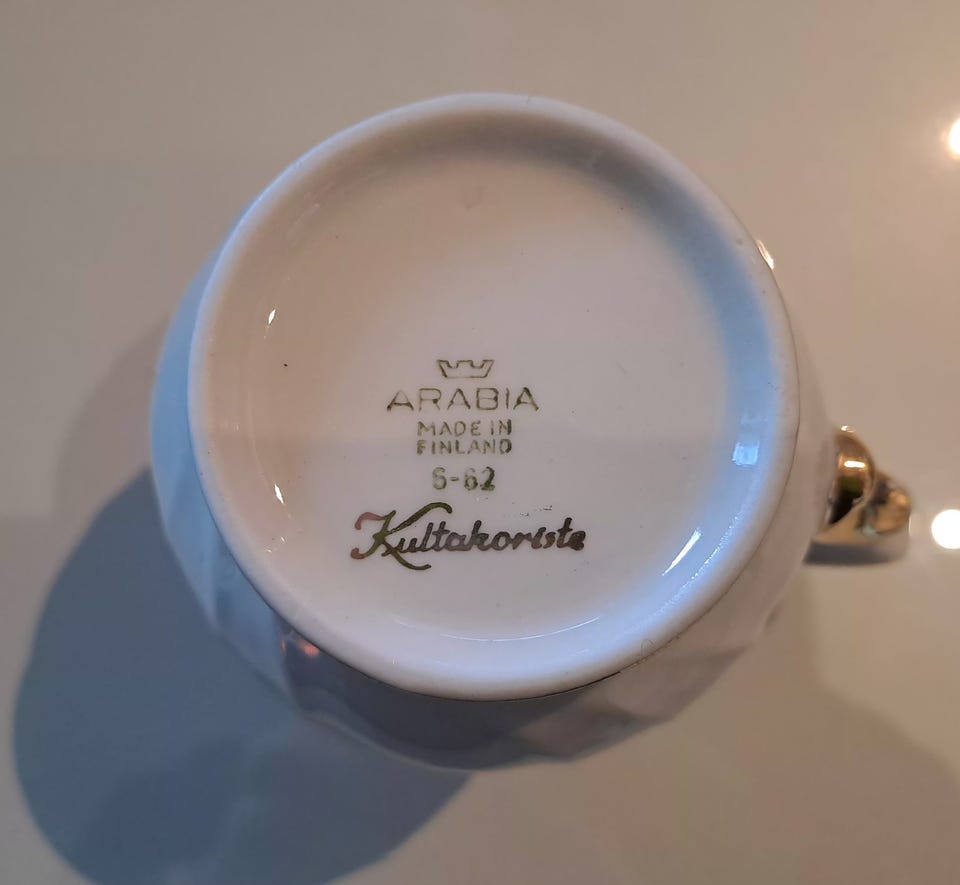 ARABIA
MADE IN
FINLAND
6-62
Kultakoriste